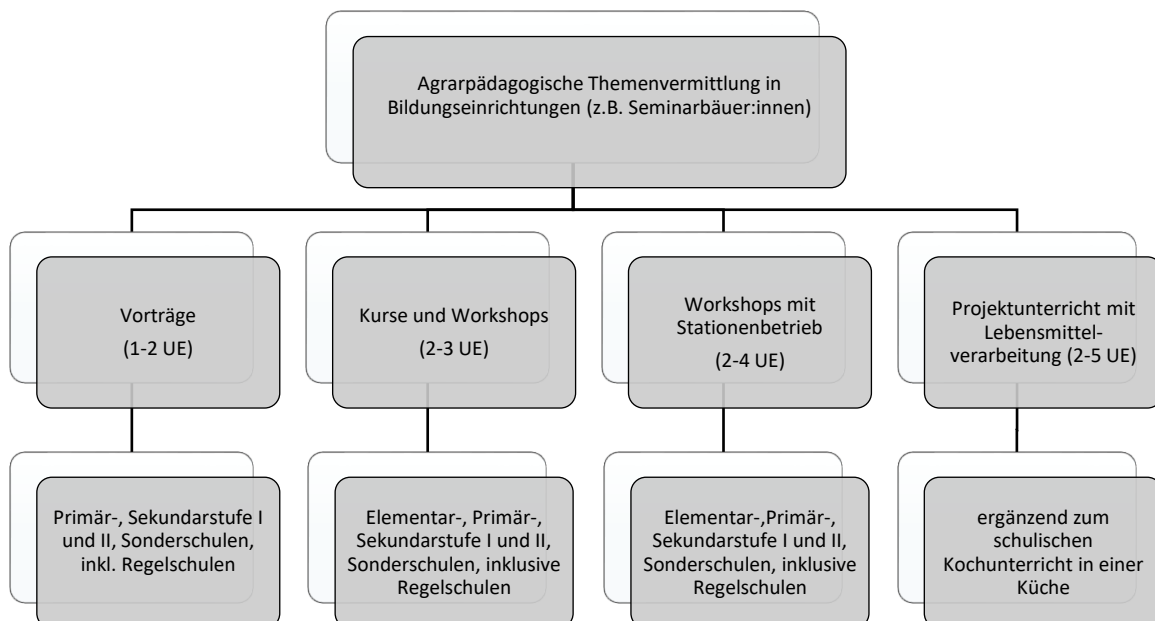 Agrarpädagogische Themenvermittlung in
Bildungseinrichtungen (z.B. Seminarbäuer:innen)
Vorträge
(1-2 UE)
Kurse und Workshops
(2-3 UE)
Workshops mit
Stationenbetrieb
(2-4 UE)
Projektunterricht mit
Lebensmittel-
verarbeitung (2-5 UE)
Primär-, Sekundarstufe I
und II, Sonderschulen,
inkl. Regelschulen
Elementar-, Primär-,
Sekundarstufe I und II,
Sonderschulen, inklusive
Regelschulen
Elementar-,Primär-,
Sekundarstufe I und II,
Sonderschulen, inklusive
Regelschulen
ergänzend zum
schulischen
Kochunterricht in einer
Küche